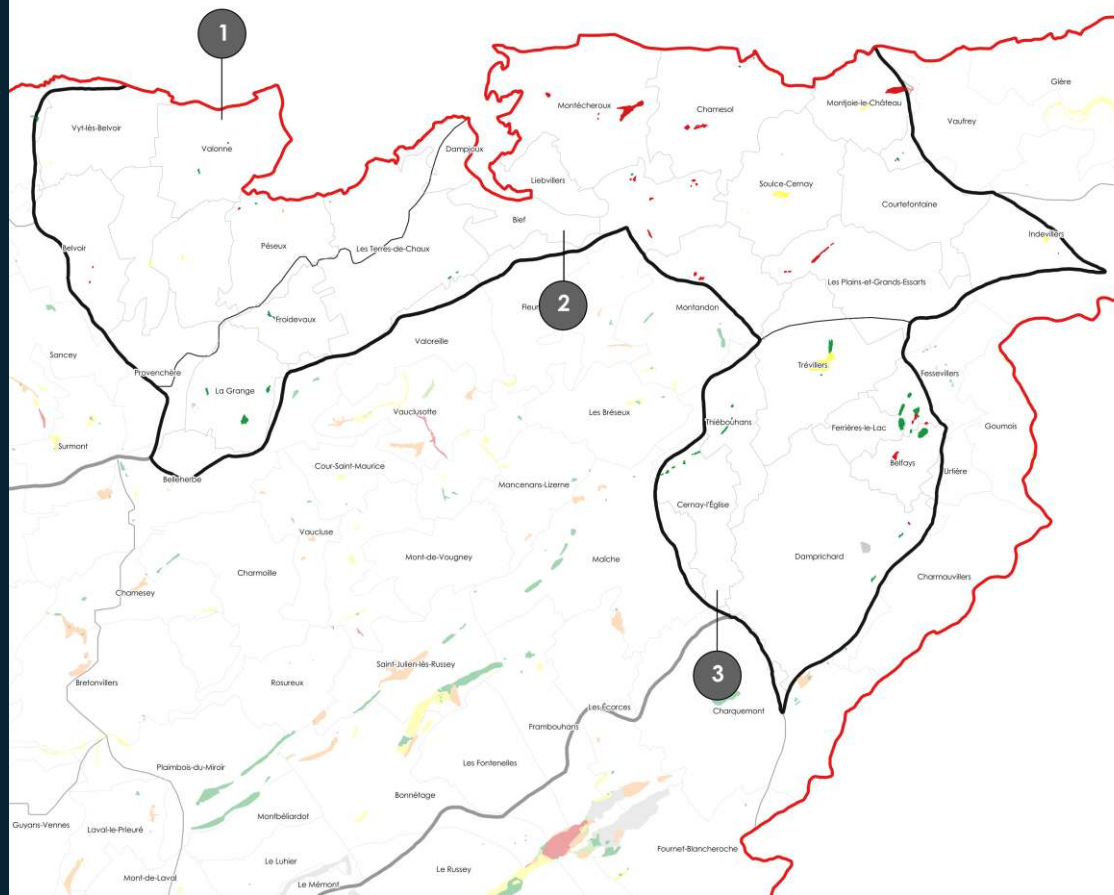 1
Glère
Montécheroux
Chamesol
Montjoie-le-Château
Vaufrey
Vyt-lès-Belvoir
Valonne
Dampjoux
Liebvillers
Soulce-Cernay
Courtefontaine
Bief
Indevillers
Belvoir
Péseux
Les Terres-de-Chaux
Les Plains-et-Grands-Essarts
2
Fleur
Montandon
Froidevaux
Valoreille
Sancey
Provenchère
Trévillers
Fessevillers
La Grange
Vauclusotte
Les Bréseux
Thiébouhans
Ferrières-le-Lac
Goumois
Surmont
Cour-Saint-Maurice
Belfays
Urtière
Belleherbe
Mancenans-Lizerne
Cernay-l'Église
Vaucluse
Mont-de-Vougney
Maîche
Damprichard
Charmoille
Charmauvillers
Chamesey
Saint-Julien-lès-Russey
3
Bretonvillers
Rosureux
Les Écorces
Charquemont
Frambouhans
Plaimbois-du-Miroir
Les Fontenelles
Bonnétage
Guyans-Vennes
Laval-le-Prieuré
Montbéliardot
Fournet-Blancheroche
Le Luhier
Le Russey
Mont-de-Laval
Le Mémont